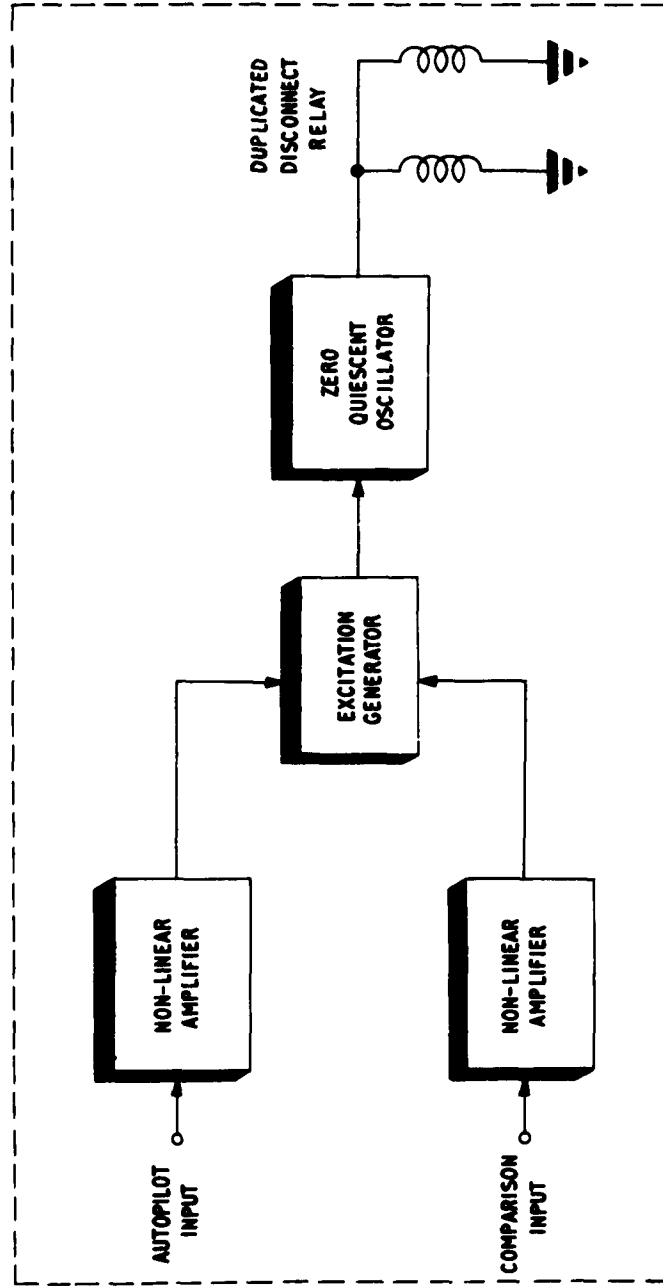 AUTOPILOT
INPUT
NON-LINEAR
AMPLIFIER
COMPARISON
INPUT
NON-LINEAR
AMPLIFIER
EXCITATION
GENERATOR
ZERO
QUIESCENT
OSCILLATOR
DUPLICATED
DISCONNECT
RELAY